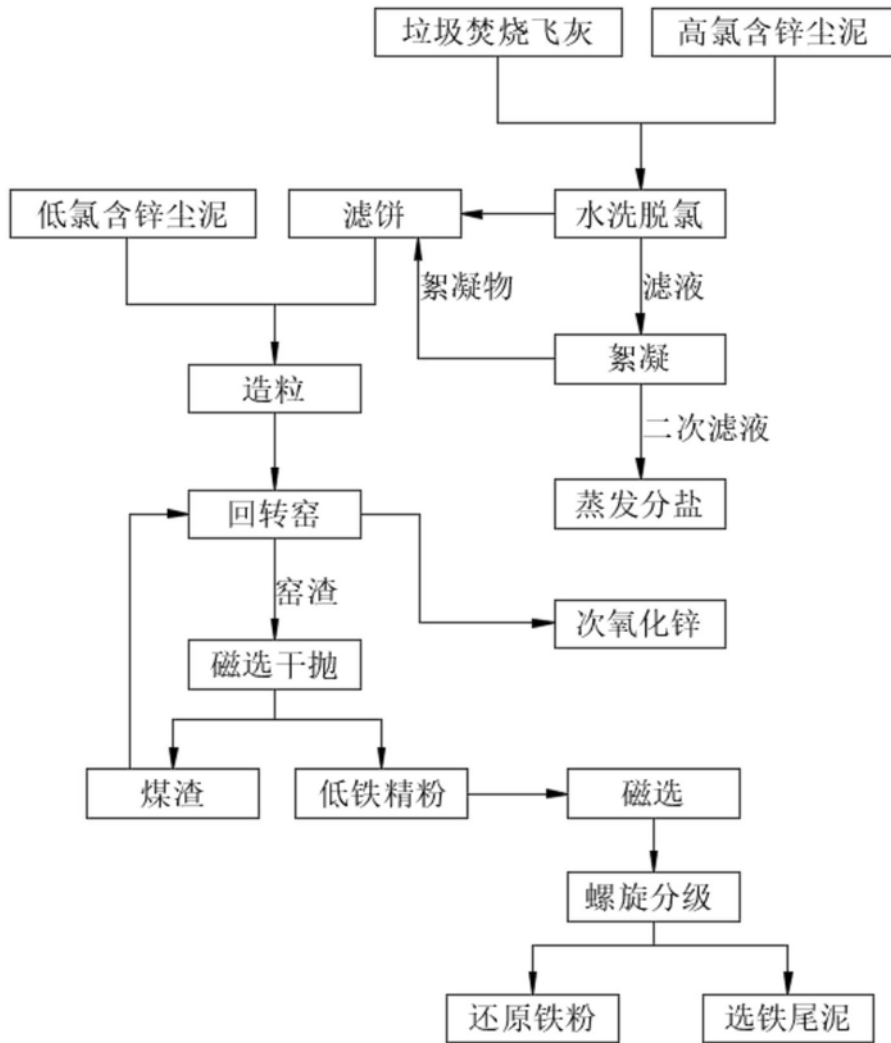 垃圾焚烧飞灰
高氯含锌尘泥
低氯含锌尘泥
滤饼
水洗脱氯
絮凝物
滤液
造粒
絮凝
二次滤液
回转窑
蒸发分盐
窑渣
次氧化锌
磁选干抛
煤渣
低铁精粉
磁选
螺旋分级
还原铁粉
选铁尾泥